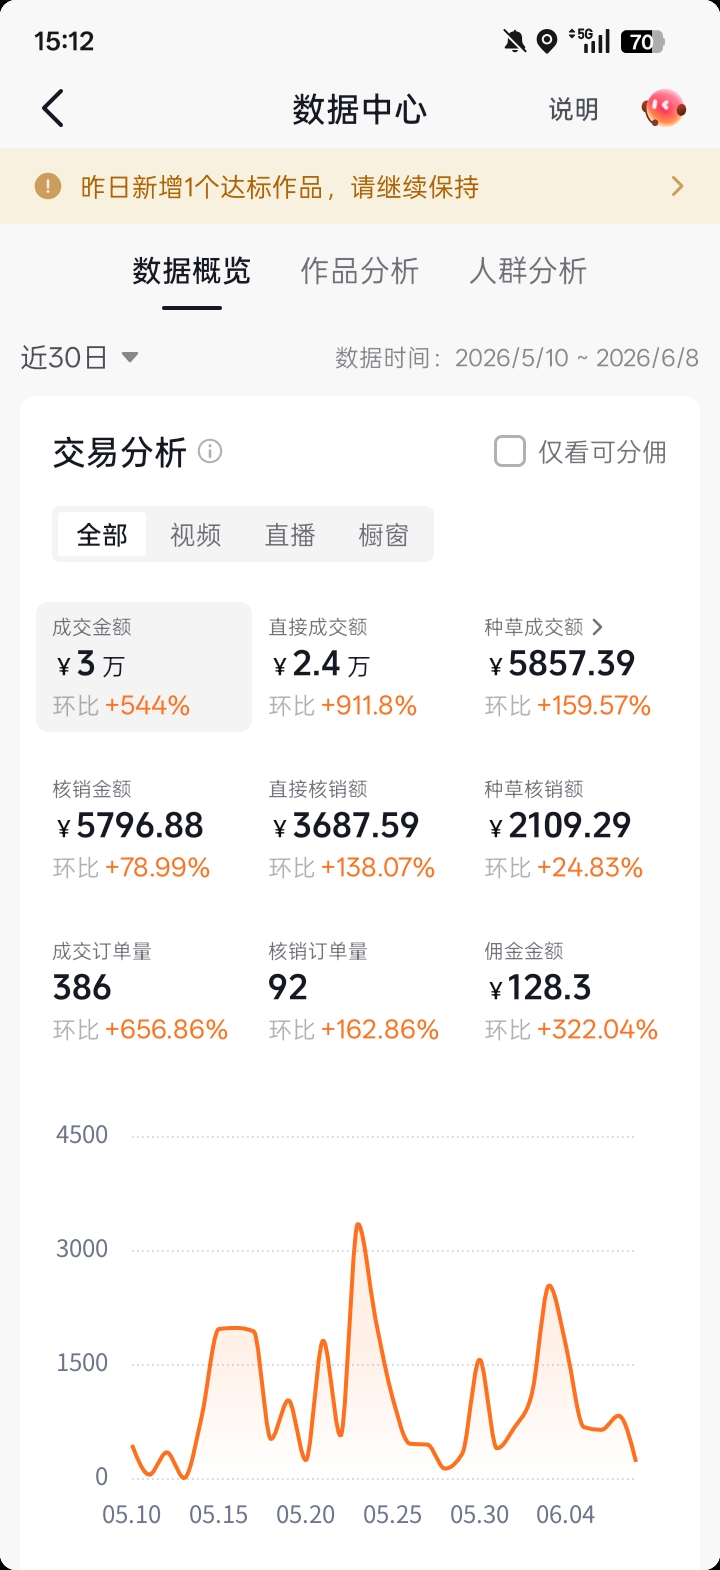 15:12 5G 70
数据中心 说明
昨日新增1个达标作品，请继续保持
数据概览 作品分析 人群分析
近30日 数据时间：2026/5/10 ~ 2026/6/8
交易分析 仅看可分佣
全部 视频 直播 橱窗
成交金额 直接成交额 种草成交额
¥3万 ¥2.4万 ¥5857.39
环比 +544% 环比 +911.8% 环比 +159.57%
核销金额 直接核销额 种草核销额
¥5796.88 ¥3687.59 ¥2109.29
环比 +78.99% 环比 +138.07% 环比 +24.83%
成交订单量 核销订单量 佣金金额
386 92 ¥128.3
环比 +656.86% 环比 +162.86% 环比 +322.04%
4500
3000
1500
0
05.10 05.15 05.20 05.25 05.30 06.04